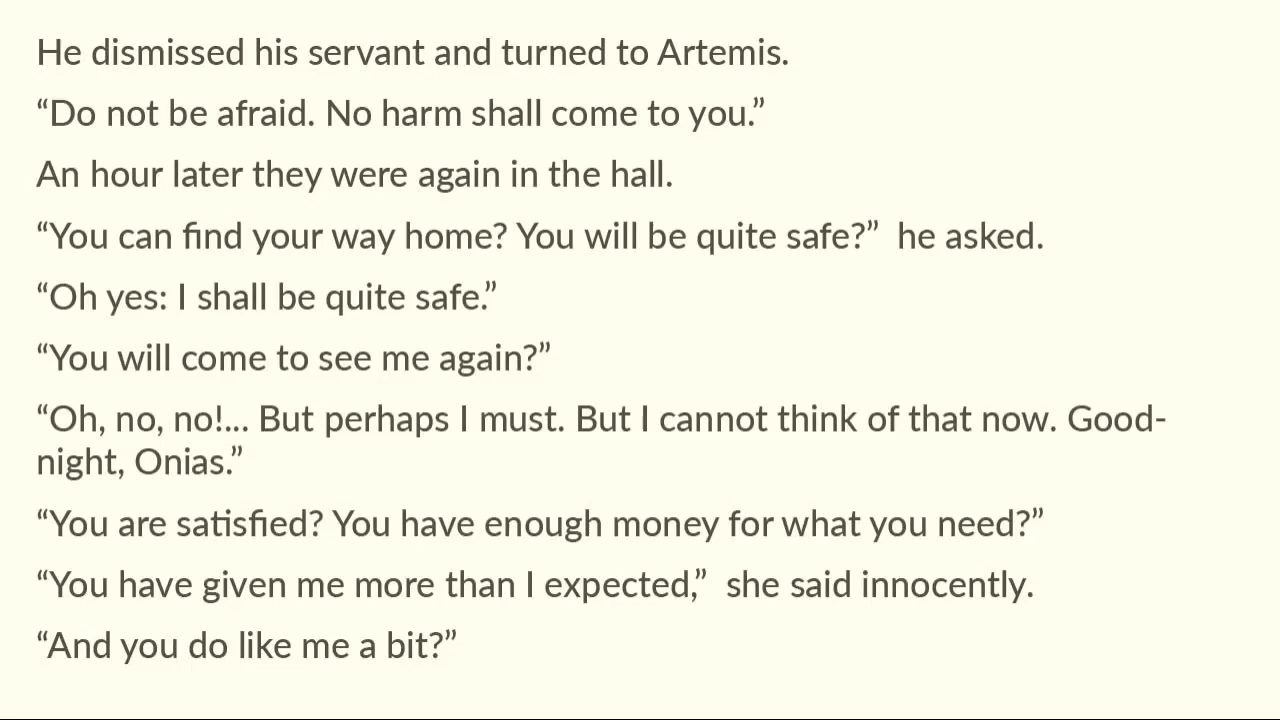 He dismissed his servant and turned to Artemis.
“Do not be afraid. No harm shall come to you.”
An hour later they were again in the hall.
“You can find your way home? You will be quite safe?”  he asked.
“Oh yes: I shall be quite safe.”
“You will come to see me again?”
“Oh, no, no!... But perhaps I must. But I cannot think of that now. Good-
night, Onias.”
“You are satisfied? You have enough money for what you need?”
“You have given me more than I expected,”  she said innocently.
“And you do like me a bit?”